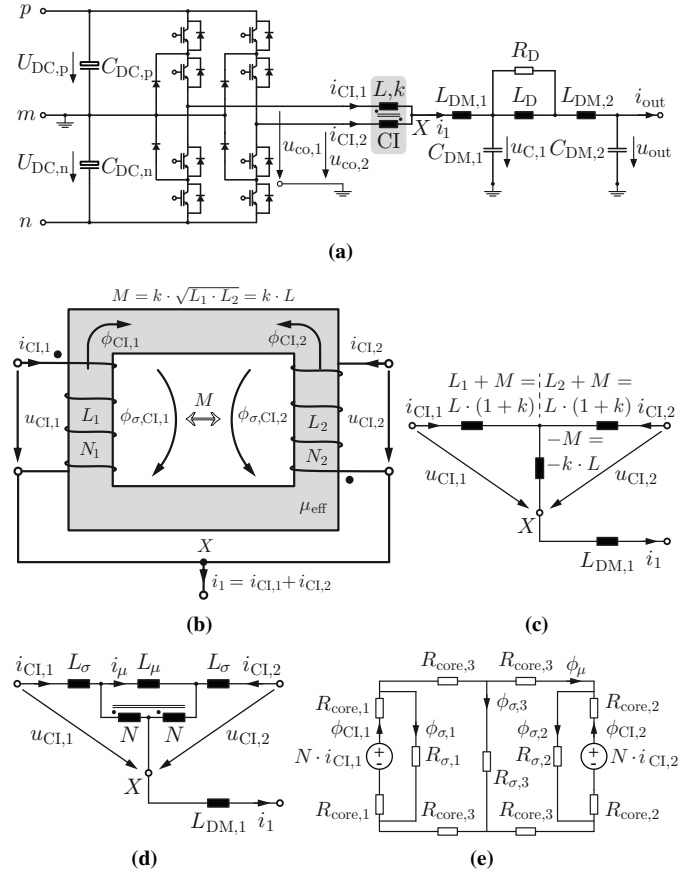 p
U_DC,p
C_DC,p
m
U_DC,n
C_DC,n
n
i_CI,1
L,k
i_CI,2
CI
X
i_1
u_co,1
u_co,2
L_DM,1
R_D
L_D
L_DM,2
i_out
C_DM,1
u_C,1
C_DM,2
u_out
(a)
M = k · √(L_1 · L_2) = k · L
i_CI,1
ϕ_CI,1
ϕ_CI,2
i_CI,2
u_CI,1
L_1
N_1
ϕ_σ,CI,1
M
ϕ_σ,CI,2
L_2
N_2
u_CI,2
μ_eff
X
i_1 = i_CI,1 + i_CI,2
(b)
L_1 + M =
L · (1 + k)
L_2 + M =
L · (1 + k)
i_CI,1
i_CI,2
−M =
−k · L
u_CI,1
u_CI,2
X
L_DM,1
i_1
(c)
i_CI,1
L_σ
i_μ
L_μ
L_σ
i_CI,2
N
N
u_CI,1
u_CI,2
X
L_DM,1
i_1
(d)
R_core,3
R_core,3
ϕ_μ
R_core,1
R_core,2
ϕ_CI,1
ϕ_σ,1
ϕ_σ,3
ϕ_σ,2
ϕ_CI,2
N · i_CI,1
R_σ,1
R_σ,3
R_σ,2
N · i_CI,2
R_core,1
R_core,3
R_core,3
R_core,2
(e)